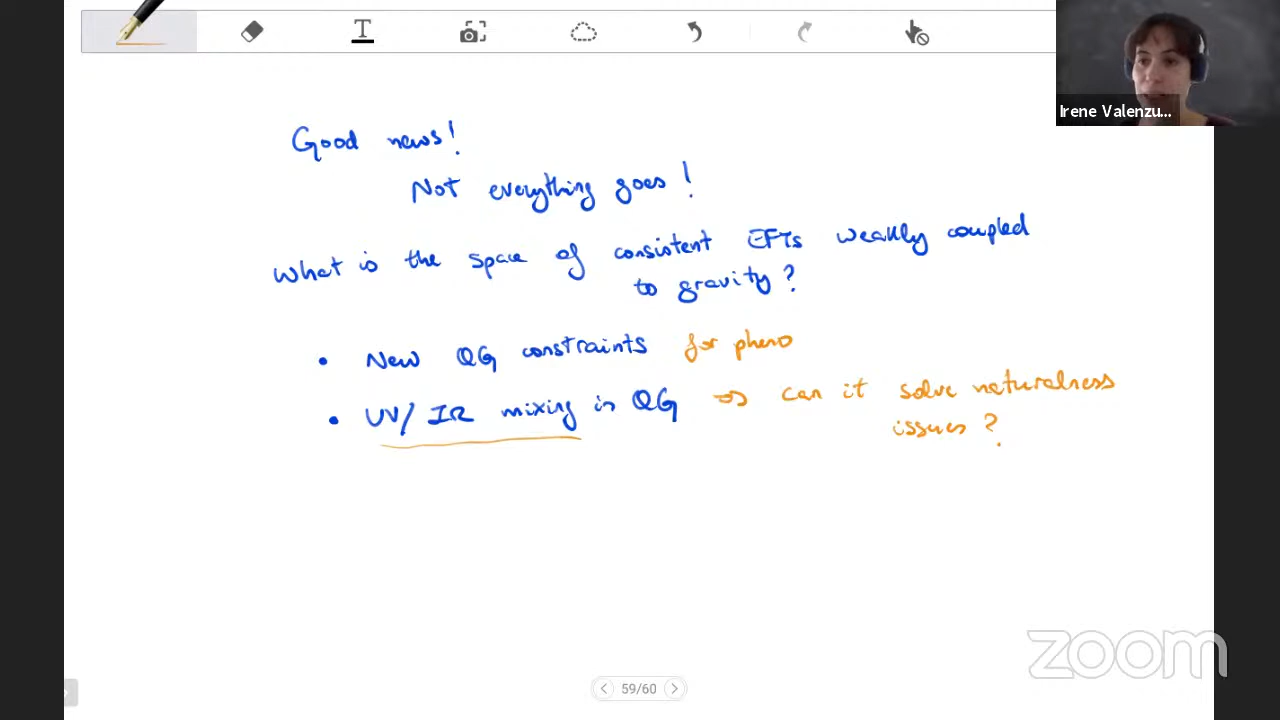 T
Irene Valenzu...
Good news!
Not everything goes!
What is the space of consistent EFTs weakly coupled
to gravity?
• New QG constraints for pheno
• UV/IR mixing in QG ⇒ can it solve naturalness
issues?
zoom
59/60